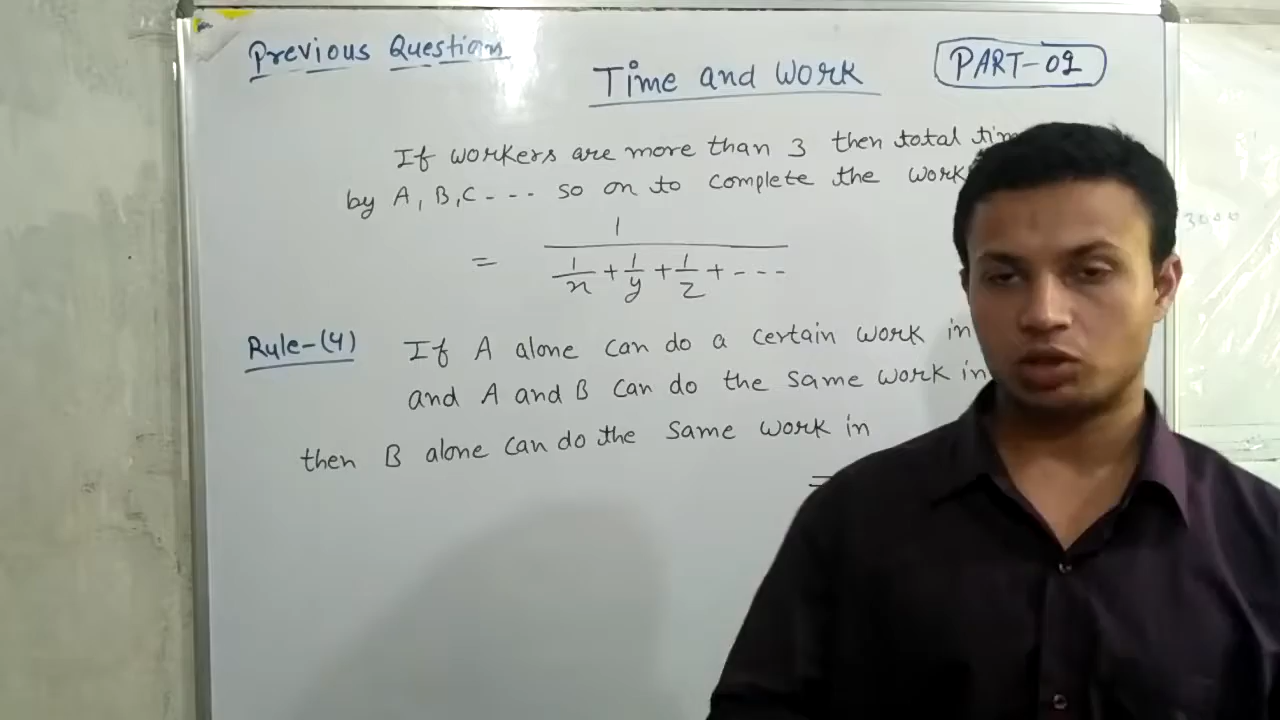 Previous Question
Time and Work
PART-02
If workers are more than 3 then total
by A, B, C --- so on to complete the work
= 1 / (1/x + 1/y + 1/z + ---
Rule-(4) If A alone can do a certain work in
and A and B can do the same work in
then B alone can do the same work in
=
3000